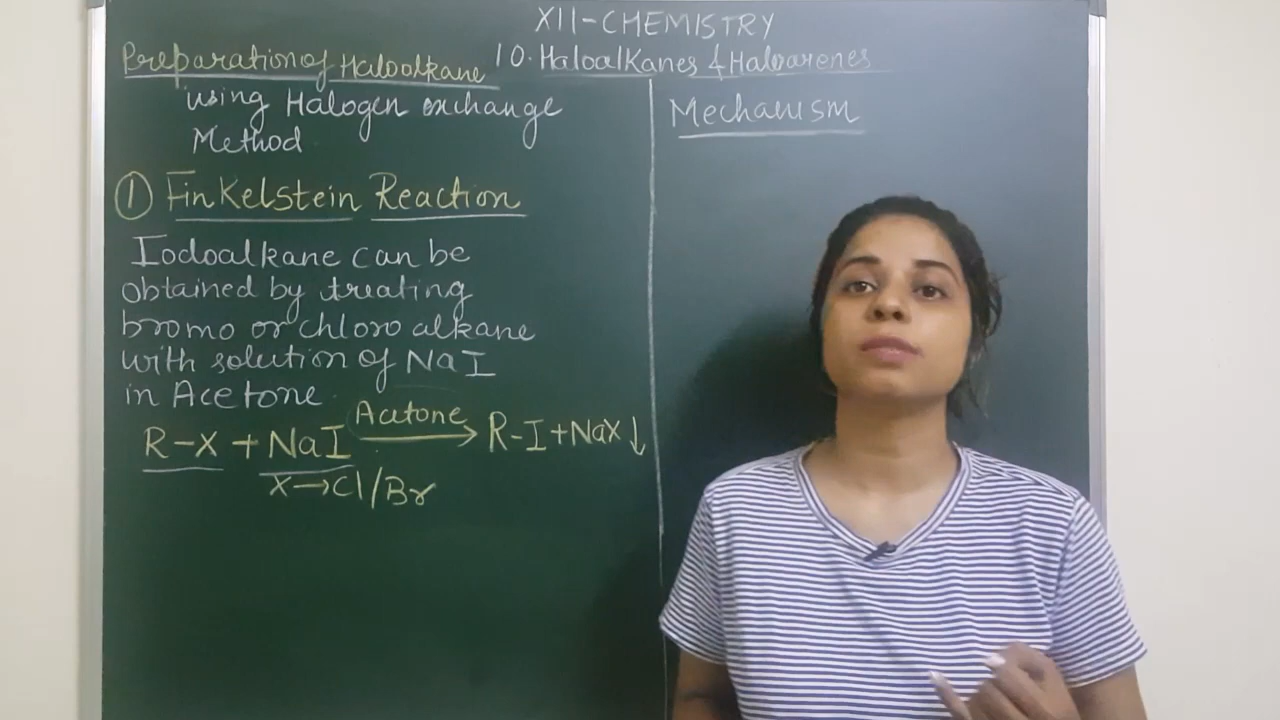 XII-CHEMISTRY
10. Haloalkanes & Haloarenes
Preparation of Haloalkane
using Halogen exchange
Method
① Finkelstein Reaction
Iodoalkane can be
obtained by treating
bromo or chloro alkane
with solution of NaI
in Acetone.
R-X + NaI Acetone → R-I + NaX ↓
X→Cl/Br
Mechanism